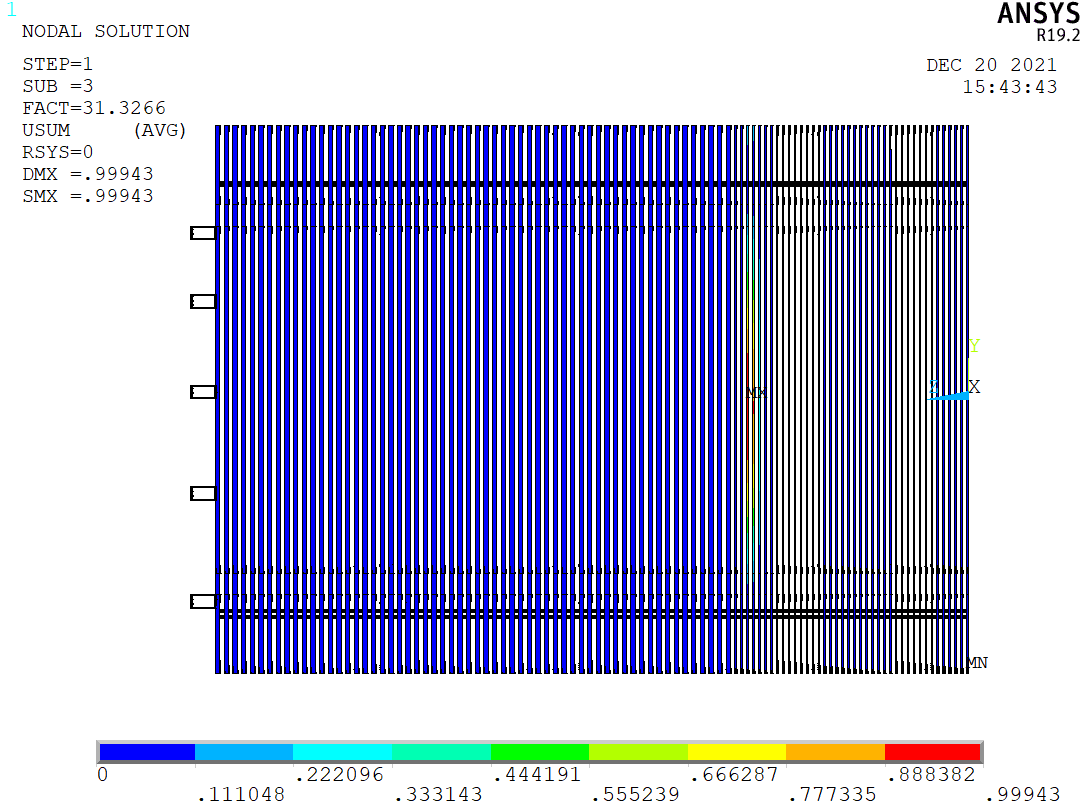 1
NODAL SOLUTION
STEP=1
SUB =3
FACT=31.3266
USUM (AVG)
RSYS=0
DMX =.99943
SMX =.99943
ANSYS
R19.2
DEC 20 2021
15:43:43
Y
Z X
MX
MN
0 .222096 .444191 .666287 .888382
.111048 .333143 .555239 .777335 .99943